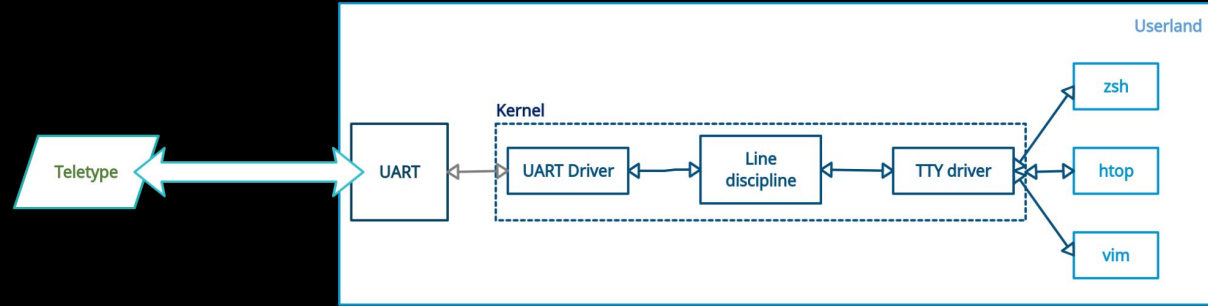 Userland
zsh
Kernel
Teletype
UART
UART Driver
Line
discipline
TTY driver
htop
vim